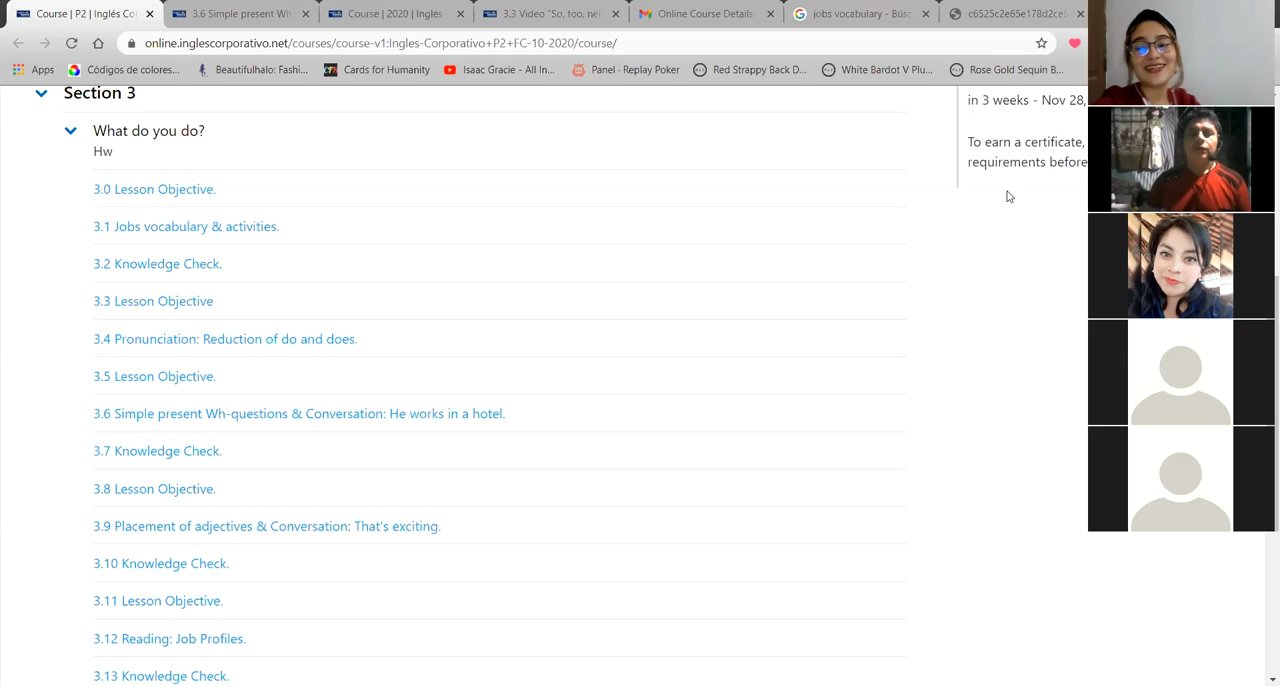 Course | P2 | Inglés Co
3.6 Simple present Wh
Course | 2020 | Inglés
3.3 Video "So, too, nei
Online Course Details
jobs vocabulary - Bús
c6525c2e65e178d2ce
online.inglescorporativo.net/courses/course-v1:Ingles-Corporativo+P2+FC-10-2020/course/
Apps
Códigos de colores...
Beautifulhalo: Fashi...
Cards for Humanity
Isaac Gracie - All In...
Panel · Replay Poker
Red Strappy Back D...
White Bardot V Plu...
Rose Gold Sequin B...
Section 3
What do you do?
Hw
3.0 Lesson Objective.
3.1 Jobs vocabulary & activities.
3.2 Knowledge Check.
3.3 Lesson Objective
3.4 Pronunciation: Reduction of do and does.
3.5 Lesson Objective.
3.6 Simple present Wh-questions & Conversation: He works in a hotel.
3.7 Knowledge Check.
3.8 Lesson Objective.
3.9 Placement of adjectives & Conversation: That's exciting.
3.10 Knowledge Check.
3.11 Lesson Objective.
3.12 Reading: Job Profiles.
3.13 Knowledge Check.
in 3 weeks - Nov 28,
To earn a certificate,
requirements before